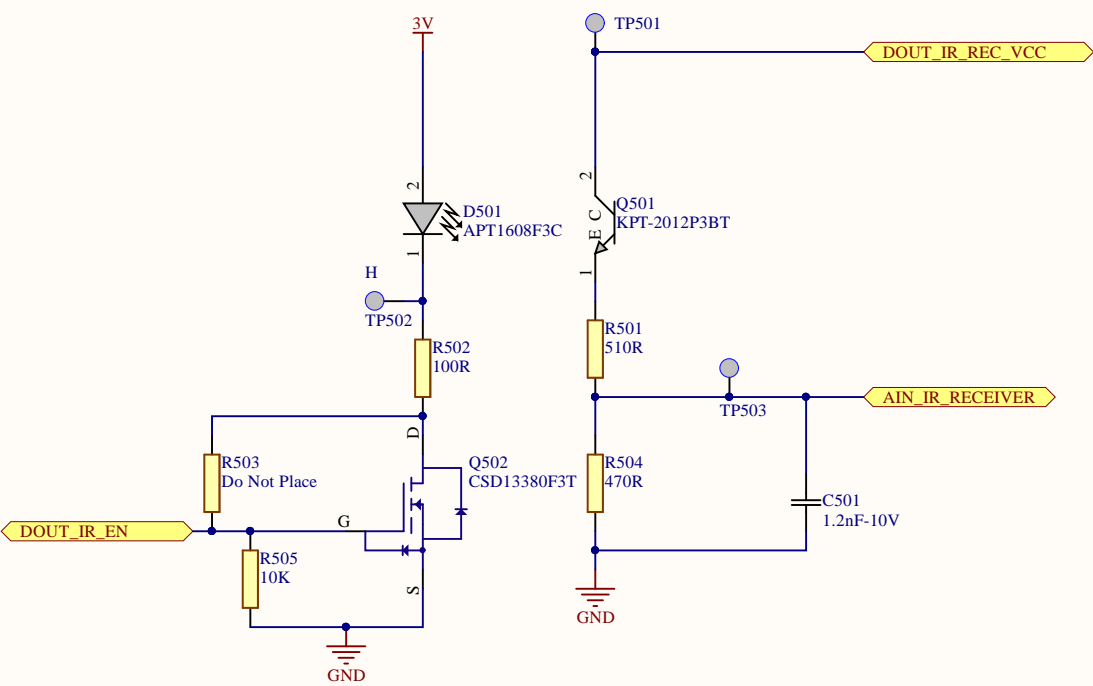 3V
TP501
DOUT_IR_REC_VCC
2
D501
APT1608F3C
1
2
C
E
Q501
KPT-2012P3BT
1
H
TP502
R502
100R
R501
510R
TP503
AIN_IR_RECEIVER
D
R503
Do Not Place
Q502
CSD13380F3T
R504
470R
C501
1.2nF-10V
DOUT_IR_EN
G
R505
10K
S
GND
GND